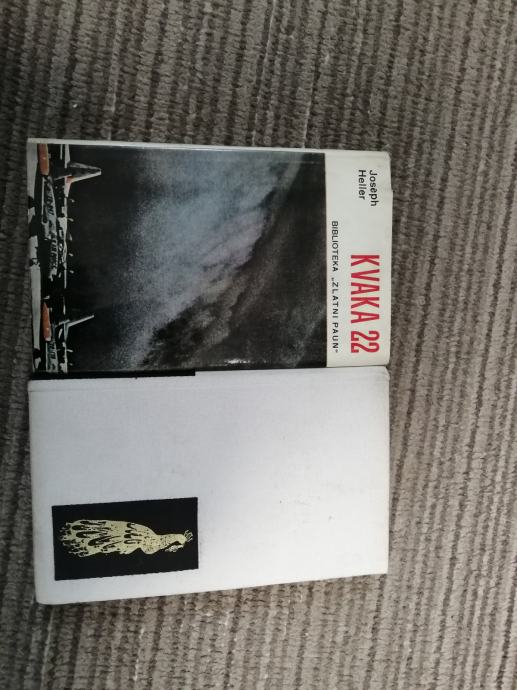 Joseph
Heller
KVAKA 22
BIBLIOTEKA „ZLATNI PAUN"